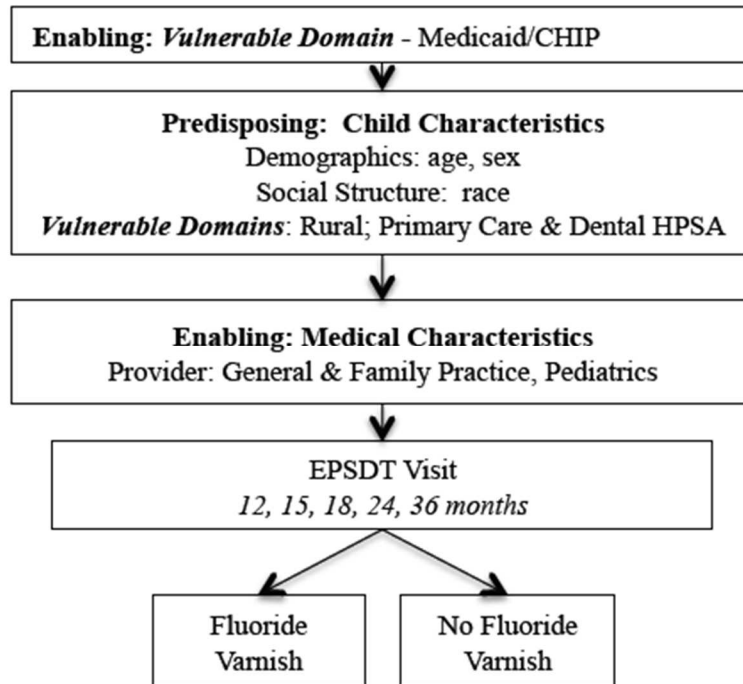 Enabling: Vulnerable Domain - Medicaid/CHIP
Predisposing: Child Characteristics
Demographics: age, sex
Social Structure: race
Vulnerable Domains: Rural; Primary Care & Dental HPSA
Enabling: Medical Characteristics
Provider: General & Family Practice, Pediatrics
EPSDT Visit
12, 15, 18, 24, 36 months
Fluoride
Varnish
No Fluoride
Varnish